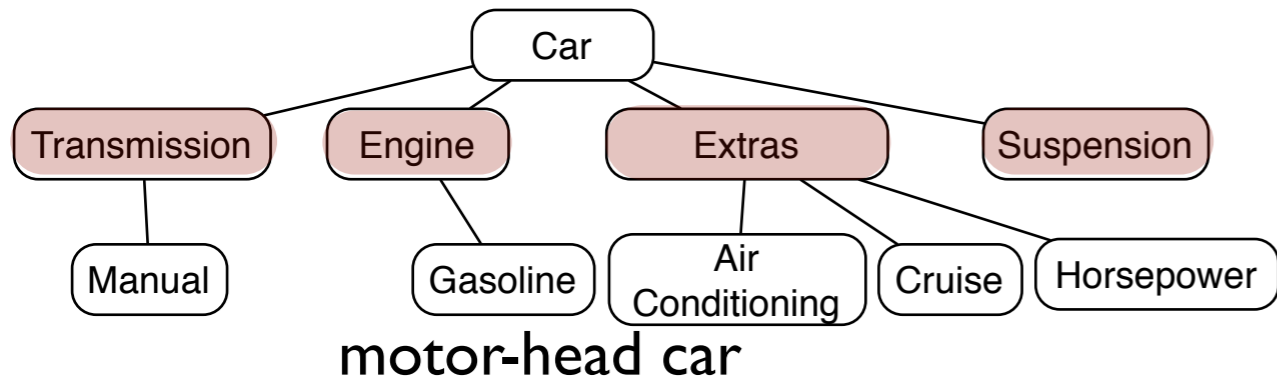 Car
Transmission
Engine
Extras
Suspension
Manual
Gasoline
Air
Conditioning
Cruise
Horsepower
motor-head car